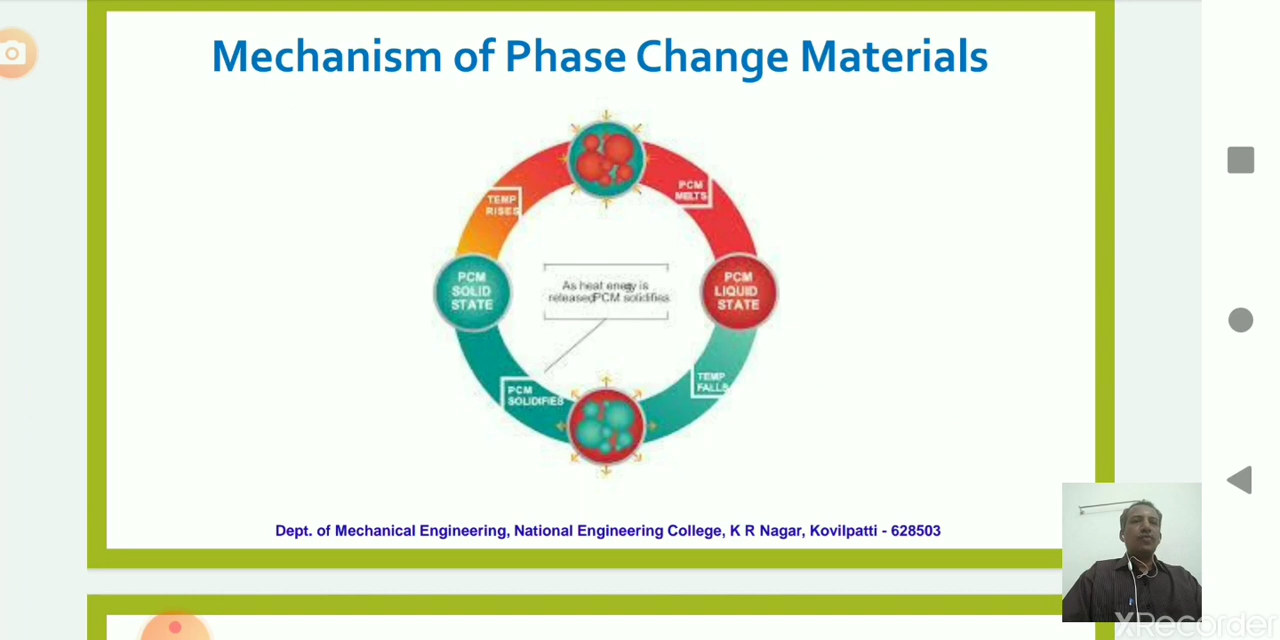 Mechanism of Phase Change Materials
TEMP
RISES
PCM
MELTS
PCM
SOLID
STATE
As heat energy is
released PCM solidifies
PCM
LIQUID
STATE
PCM
SOLIDIFIES
TEMP
FALLS
Dept. of Mechanical Engineering, National Engineering College, K R Nagar, Kovilpatti - 628503
XRecorder